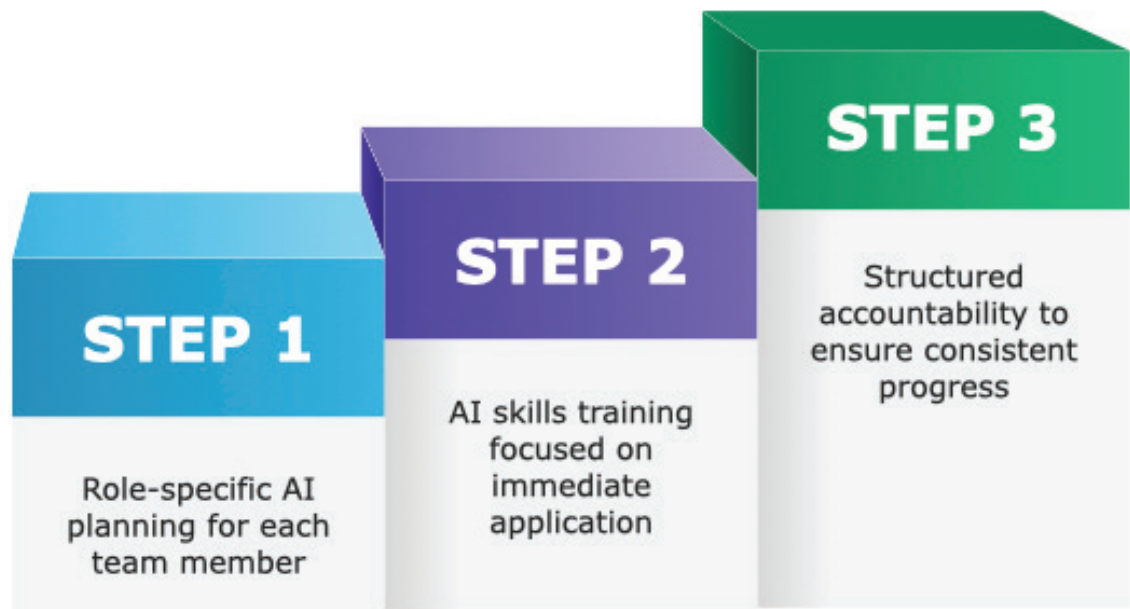 STEP 1
Role-specific AI
planning for each
team member
STEP 2
AI skills training
focused on
immediate
application
STEP 3
Structured
accountability to
ensure consistent
progress